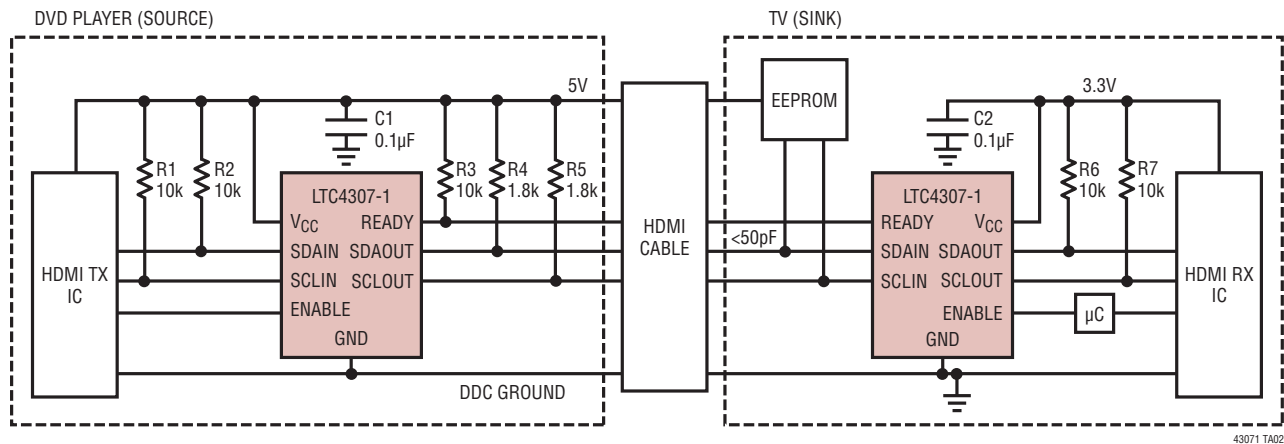 DVD PLAYER (SOURCE)
TV (SINK)
5V
3.3V
EEPROM
C1
0.1µF
C2
0.1µF
R1
10k
R2
10k
R3
10k
R4
1.8k
R5
1.8k
R6
10k
R7
10k
HDMI TX
IC
LTC4307-1
VCC
READY
SDAIN
SDAOUT
SCLIN
SCLOUT
ENABLE
GND
HDMI
CABLE
<50pF
LTC4307-1
READY
VCC
SDAIN
SDAOUT
SCLIN
SCLOUT
ENABLE
GND
µC
HDMI RX
IC
DDC GROUND
43071 TA02